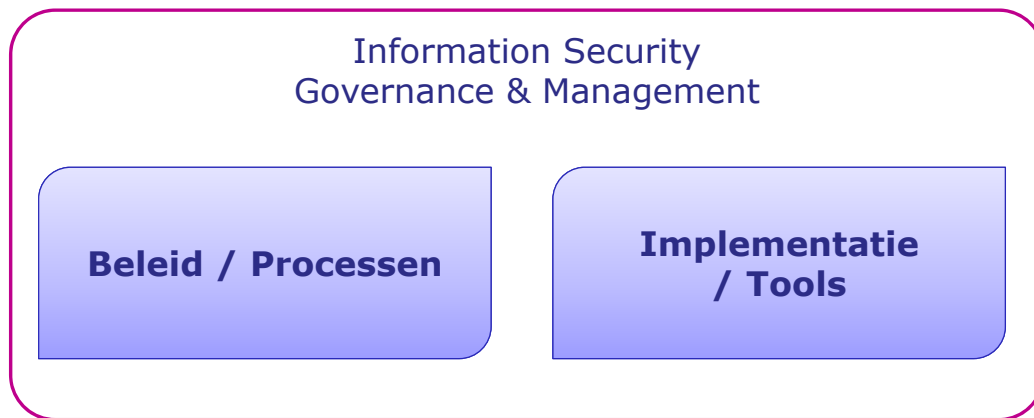 Information Security
Governance & Management
Beleid / Processen
Implementatie
/ Tools